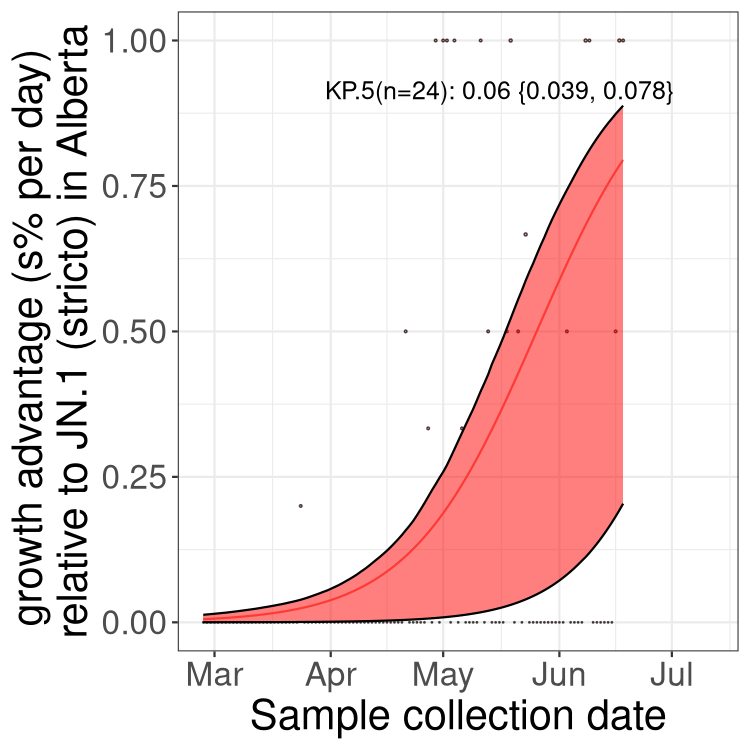 growth advantage (s% per day)
relative to JN.1 (stricto) in Alberta
1.00
0.75
0.50
0.25
0.00
KP.5(n=24): 0.06 {0.039, 0.078}
Mar Apr May Jun Jul
Sample collection date